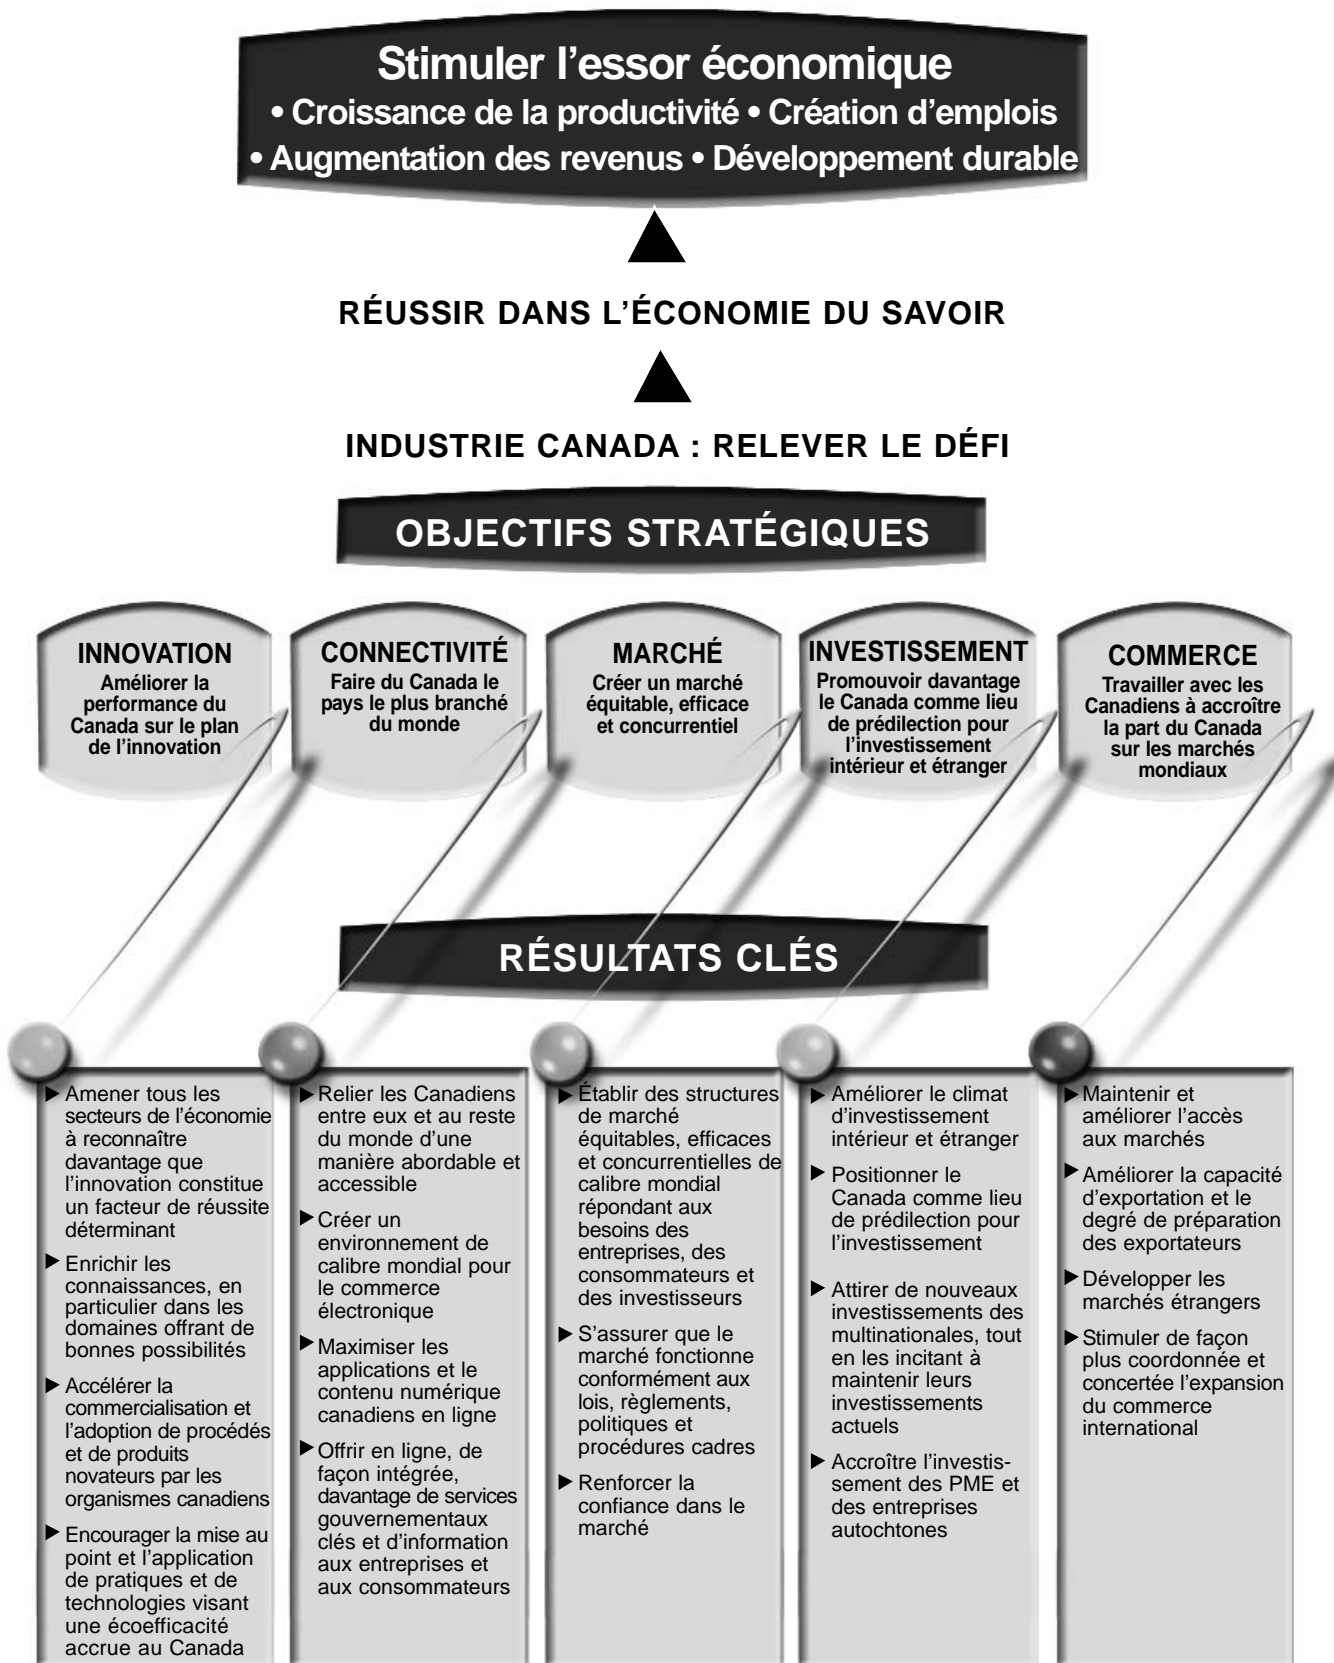 Stimuler l’essor économique
• Croissance de la productivité • Création d’emplois
• Augmentation des revenus • Développement durable
RÉUSSIR DANS L’ÉCONOMIE DU SAVOIR
INDUSTRIE CANADA : RELEVER LE DÉFI
OBJECTIFS STRATÉGIQUES
INNOVATION
Améliorer la
performance du
Canada sur le plan
de l’innovation
CONNECTIVITÉ
Faire du Canada le
pays le plus branché
du monde
MARCHÉ
Créer un marché
équitable, efficace
et concurrentiel
INVESTISSEMENT
Promouvoir davantage
le Canada comme lieu
de prédilection pour
l’investissement
intérieur et étranger
COMMERCE
Travailler avec les
Canadiens à accroître
la part du Canada
sur les marchés
mondiaux
RÉSULTATS CLÉS
▶ Amener tous les
secteurs de l’économie
à reconnaître
davantage que
l’innovation constitue
un facteur de réussite
déterminant
▶ Enrichir les
connaissances, en
particulier dans les
domaines offrant de
bonnes possibilités
▶ Accélérer la
commercialisation et
l’adoption de procédés
et de produits
novateurs par les
organismes canadiens
▶ Encourager la mise au
point et l’application
de pratiques et de
technologies visant
une écoefficacité
accrue au Canada
▶ Relier les Canadiens
entre eux et au reste
du monde d’une
manière abordable et
accessible
▶ Créer un
environnement de
calibre mondial pour
le commerce
électronique
▶ Maximiser les
applications et le
contenu numérique
canadiens en ligne
▶ Offrir en ligne, de
façon intégrée,
davantage de services
gouvernementaux
clés et d’information
aux entreprises et
aux consommateurs
▶ Établir des structures
de marché
équitables, efficaces
et concurrentielles de
calibre mondial
répondant aux
besoins des
entreprises, des
consommateurs et
des investisseurs
▶ S’assurer que le
marché fonctionne
conformément aux
lois, règlements,
politiques et
procédures cadres
▶ Renforcer la
confiance dans le
marché
▶ Améliorer le climat
d’investissement
intérieur et étranger
▶ Positionner le
Canada comme lieu
de prédilection pour
l’investissement
▶ Attirer de nouveaux
investissements des
multinationales, tout
en les incitant à
maintenir leurs
investissements
actuels
▶ Accroître l’investis-
sement des PME et
des entreprises
autochtones
▶ Maintenir et
améliorer l’accès
aux marchés
▶ Améliorer la capacité
d’exportation et le
degré de préparation
des exportateurs
▶ Développer les
marchés étrangers
▶ Stimuler de façon
plus coordonnée et
concertée l’expansion
du commerce
international